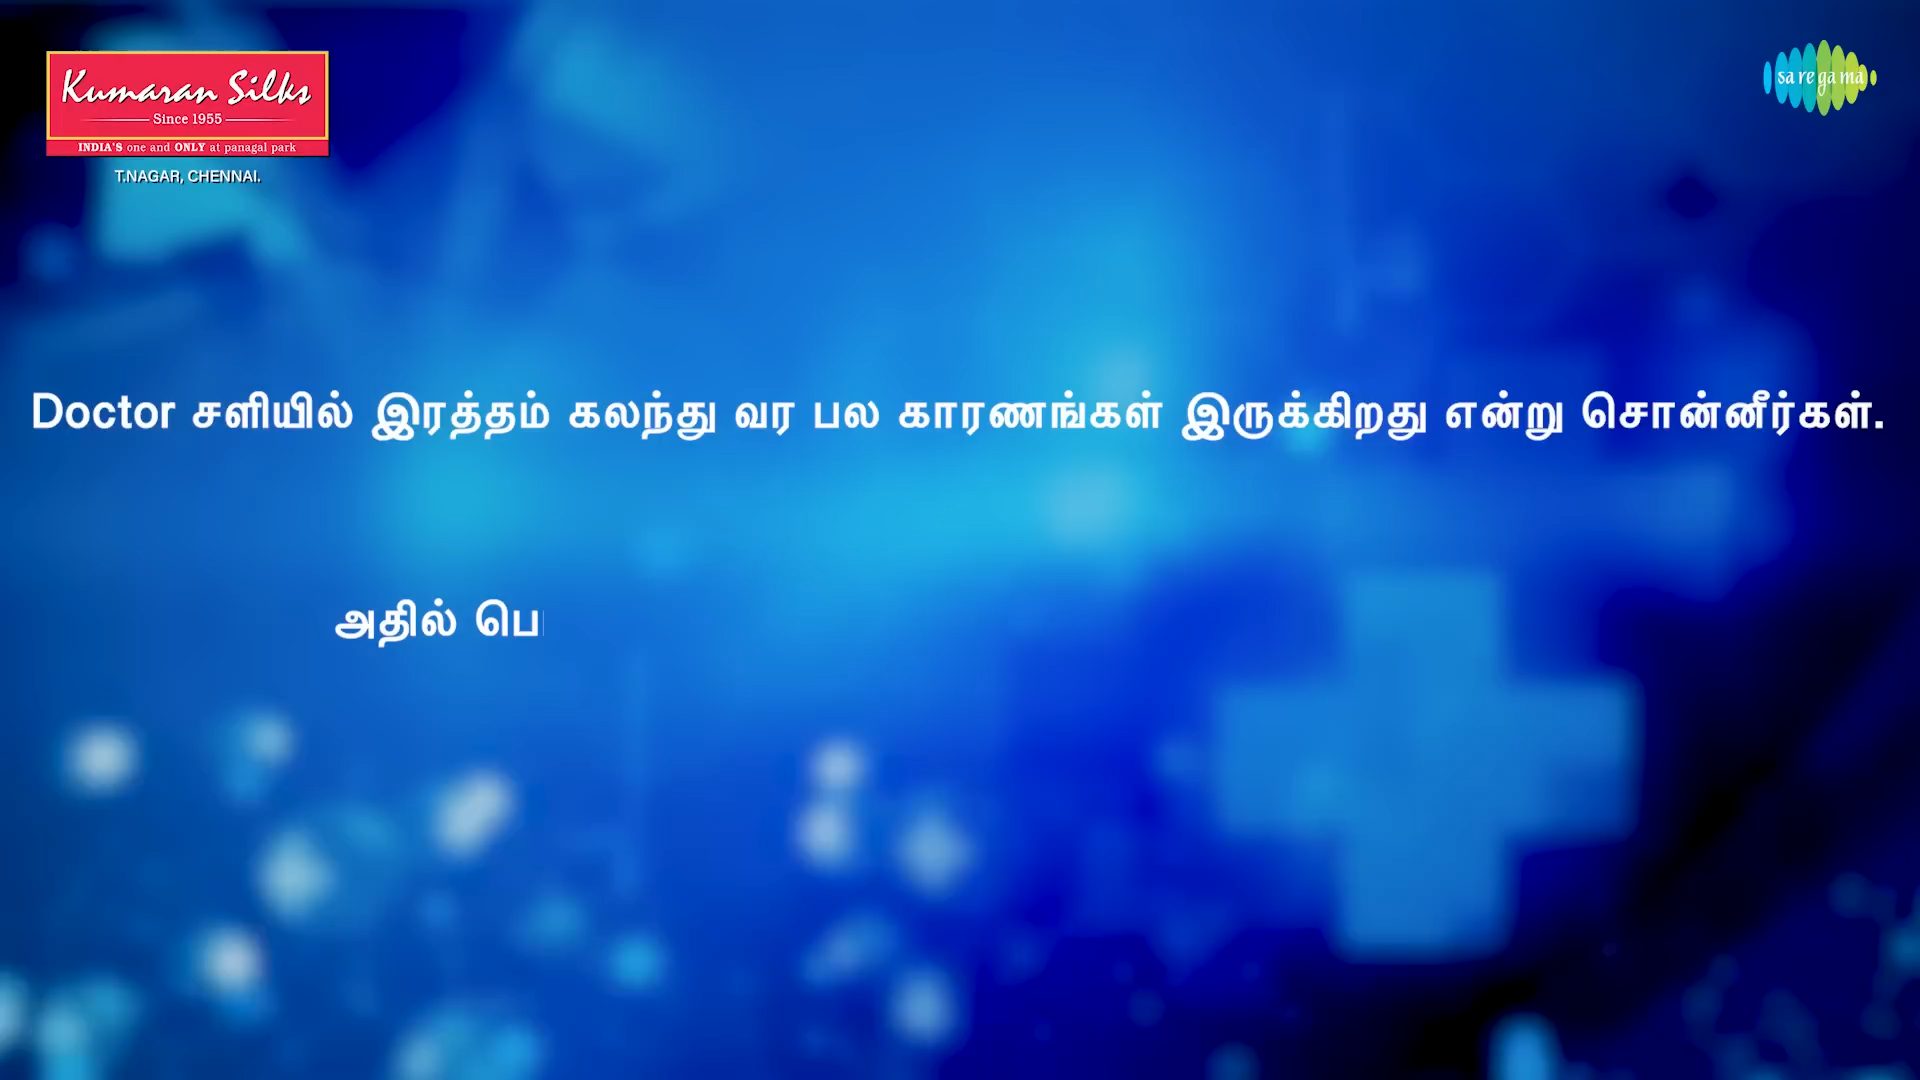 Kumaran Silks
Since 1955
INDIA'S one and ONLY at panagal park
T.NAGAR, CHENNAI.
sa re ga ma
Doctor சளியில் இரத்தம் கலந்து வர பல காரணங்கள் இருக்கிறது என்று சொன்னீர்கள்.
அதில்